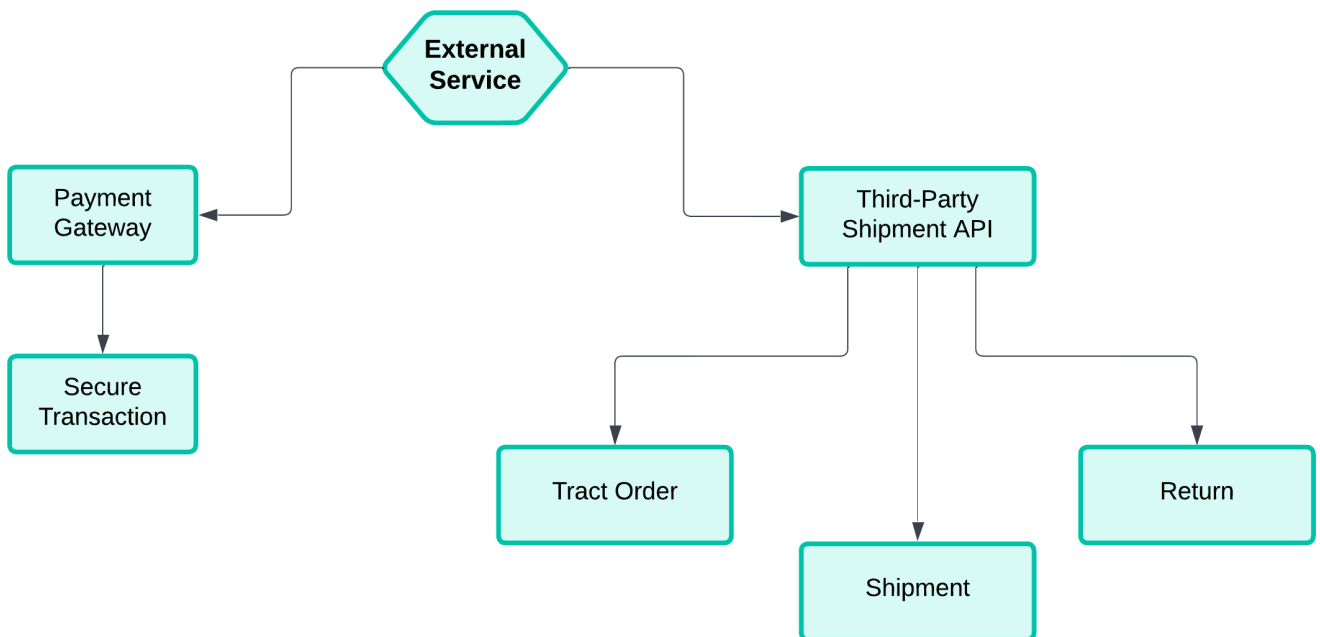 External
Service
Payment
Gateway
Third-Party
Shipment API
Secure
Transaction
Tract Order
Return
Shipment